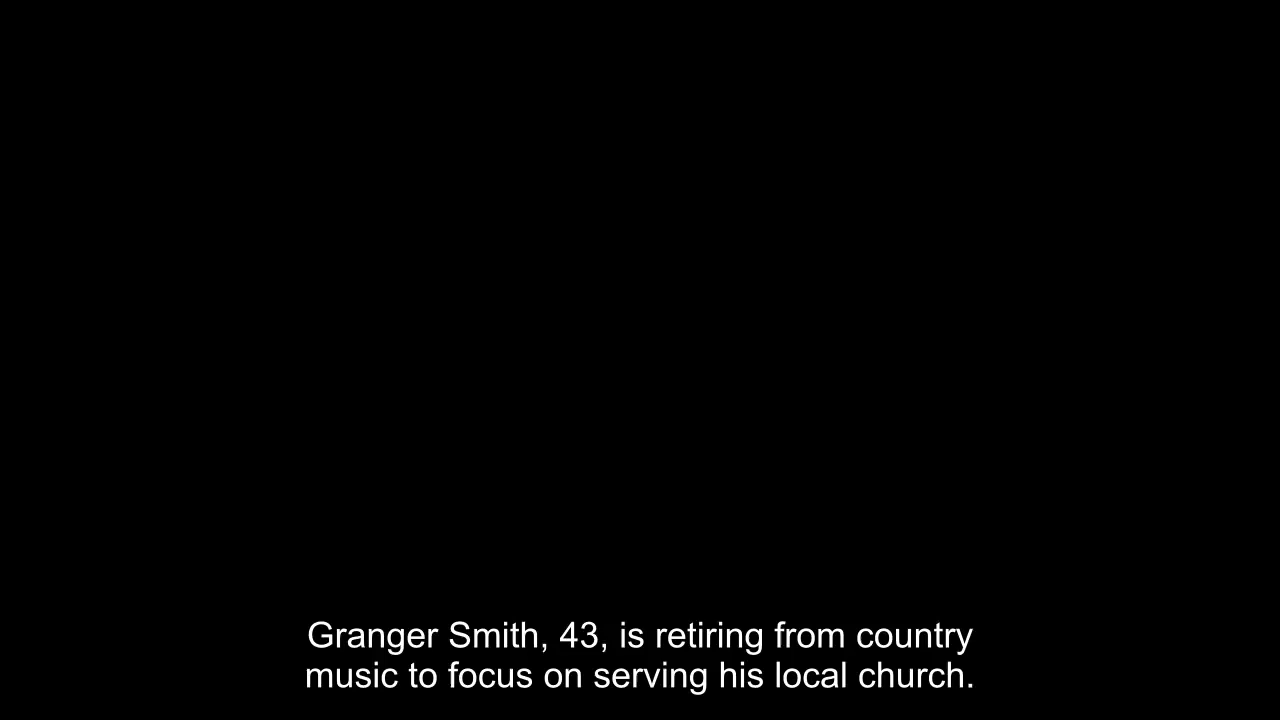 Granger Smith, 43, is retiring from country
music to focus on serving his local church.